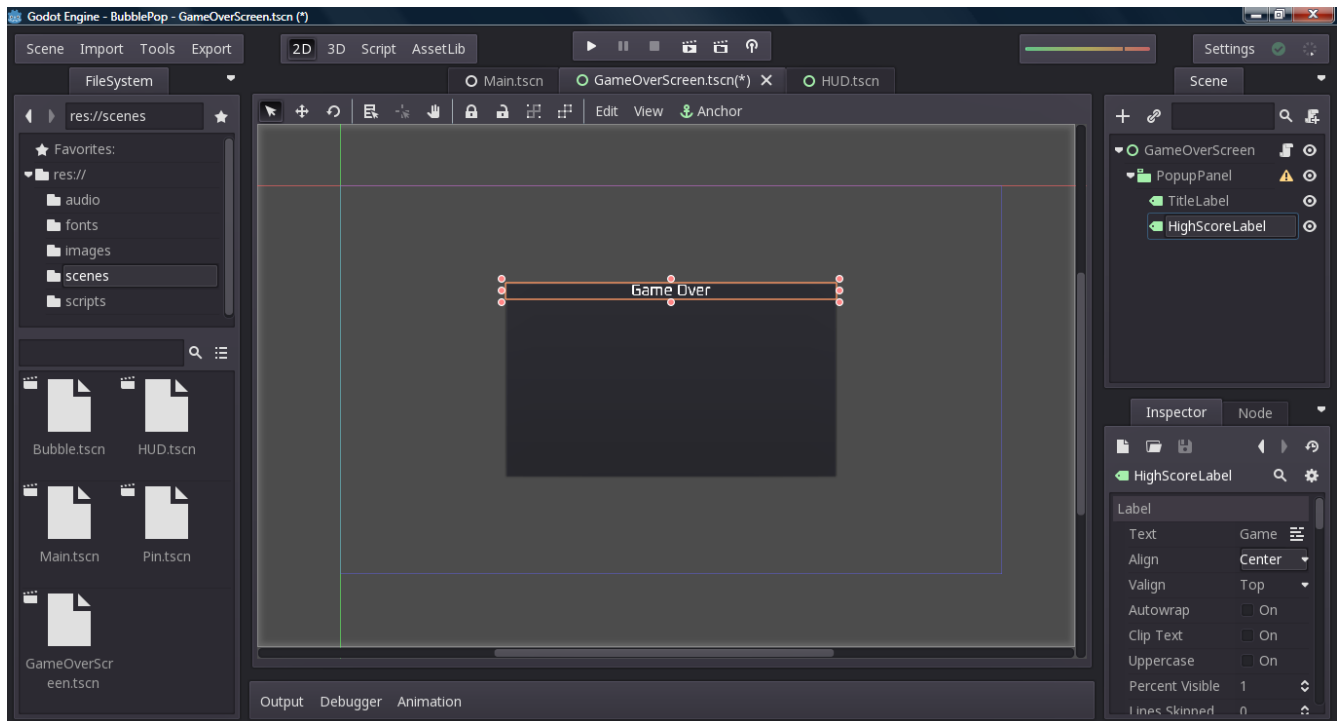 Godot Engine - BubblePop - GameOverScreen.tscn (*)
Scene Import Tools Export
2D 3D Script AssetLib
Settings
FileSystem
Main.tscn
GameOverScreen.tscn(*)
HUD.tscn
Scene
res://scenes
Edit View Anchor
Favorites:
res://
audio
fonts
images
scenes
scripts
GameOverScreen
PopupPanel
TitleLabel
HighScoreLabel
Game Over
Bubble.tscn
HUD.tscn
Main.tscn
Pin.tscn
GameOverScr
een.tscn
Inspector Node
HighScoreLabel
Label
Text Game
Align Center
Valign Top
Autowrap On
Clip Text On
Uppercase On
Percent Visible 1
Lines Skipped 0
Output Debugger Animation